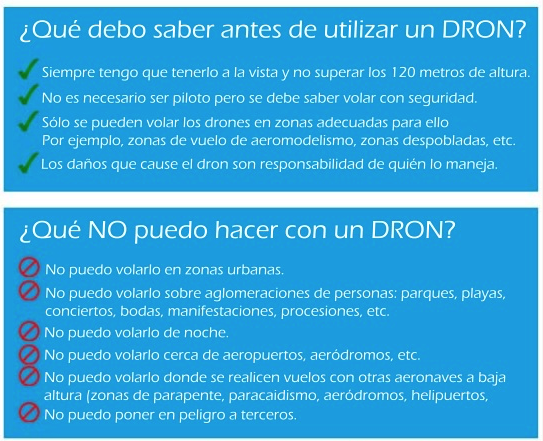 ¿Qué debo saber antes de utilizar un DRON?
Siempre tengo que tenerlo a la vista y no superar los 120 metros de altura.
No es necesario ser piloto pero se debe saber volar con seguridad.
Sólo se pueden volar los drones en zonas adecuadas para ello
Por ejemplo, zonas de vuelo de aeromodelismo, zonas despobladas, etc.
Los daños que cause el dron son responsabilidad de quién lo maneja.
¿Qué NO puedo hacer con un DRON?
No puedo volarlo en zonas urbanas.
No puedo volarlo sobre aglomeraciones de personas: parques, playas,
conciertos, bodas, manifestaciones, procesiones, etc.
No puedo volarlo de noche.
No puedo volarlo cerca de aeropuertos, aeródromos, etc.
No puedo volarlo donde se realicen vuelos con otras aeronaves a baja
altura (zonas de parapente, paracaidismo, aeródromos, helipuertos,
No puedo poner en peligro a terceros.